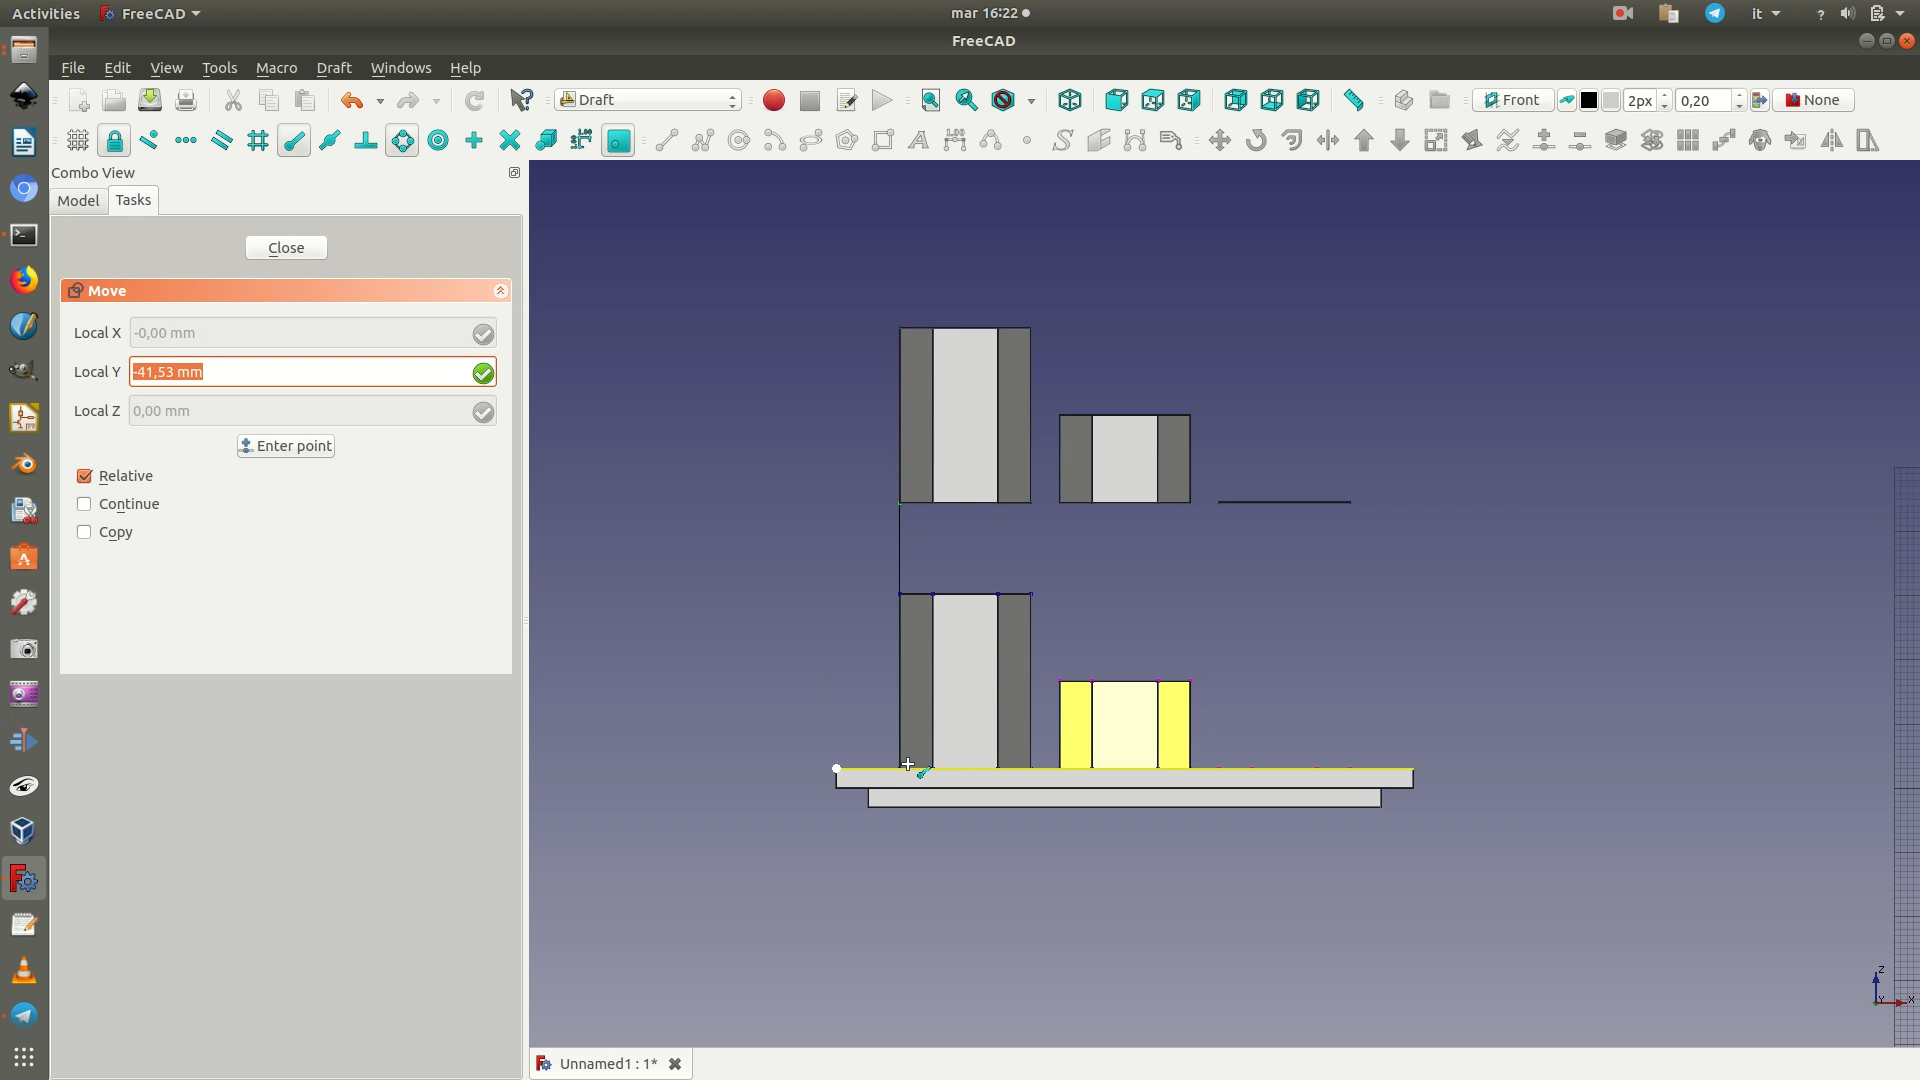 Activities FreeCAD mar 16:22 it ?
FreeCAD
File Edit View Tools Macro Draft Windows Help
Draft Front 2px 0,20 None
Combo View
Model Tasks
Close
Move
Local X -0,00 mm
Local Y -41,53 mm
Local Z 0,00 mm
Enter point
Relative
Continue
Copy
Z
Y X
Unnamed1 : 1*